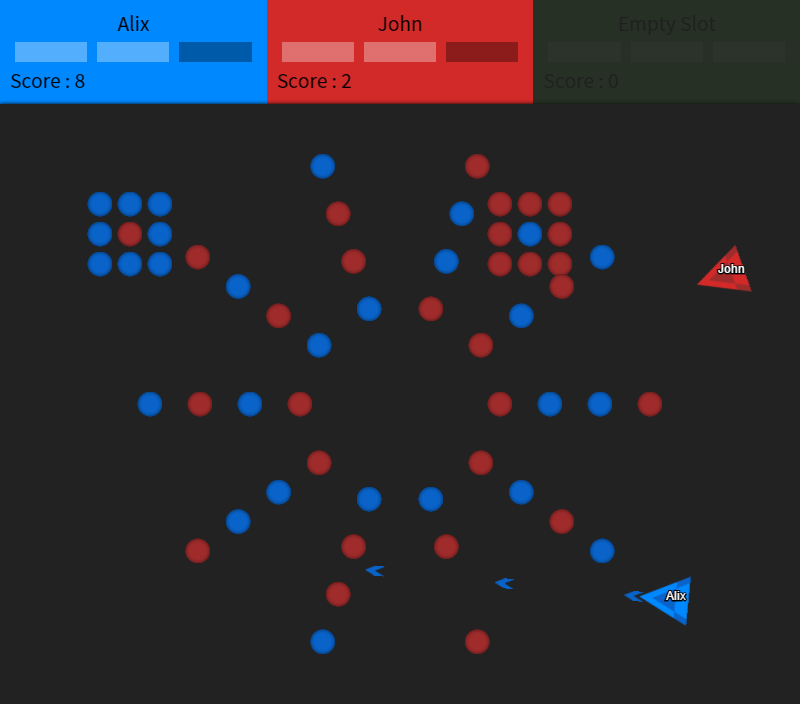 Alix
John
Empty Slot
Score : 8
Score : 2
Score : 0
John
Alix